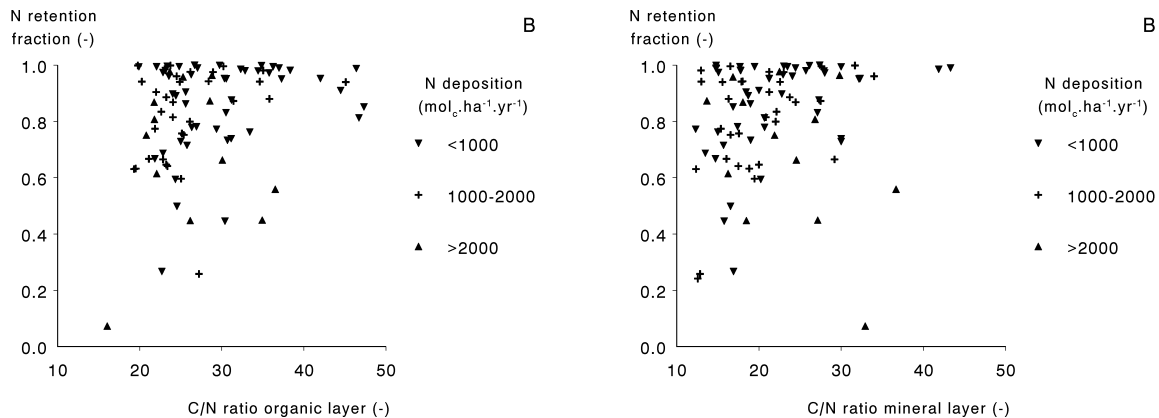 N retention
fraction (-)
B
1.0
0.8
0.6
0.4
0.2
0.0
10 20 30 40 50
C/N ratio organic layer (-)
N deposition
(molc.ha-1.yr-1)
<1000
1000-2000
>2000
N retention
fraction (-)
B
1.0
0.8
0.6
0.4
0.2
0.0
10 20 30 40 50
C/N ratio mineral layer (-)
N deposition
(molc.ha-1.yr-1)
<1000
1000-2000
>2000